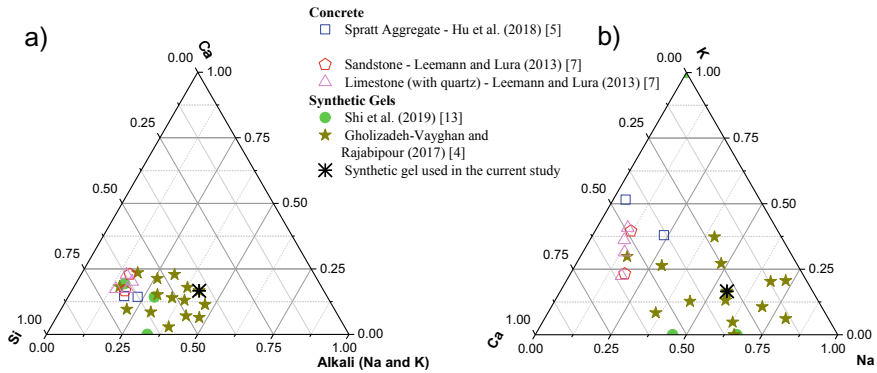 a)
Ca
0.00
1.00
0.25
0.75
0.50
0.50
0.75
0.25
1.00
0.00
Si
0.00
0.25
0.50
0.75
1.00
Alkali (Na and K)
Concrete
Spratt Aggregate - Hu et al. (2018) [5]
Sandstone - Leemann and Lura (2013) [7]
Limestone (with quartz) - Leemann and Lura (2013) [7]
Synthetic Gels
Shi et al. (2019) [13]
Gholizadeh-Vayghan and
Rajabipour (2017) [4]
Synthetic gel used in the current study
b)
K
0.00
1.00
0.25
0.75
0.50
0.50
0.75
0.25
1.00
0.00
Ca
0.00
0.25
0.50
0.75
1.00
Na